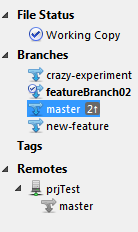 File Status
Working Copy
Branches
crazy-experiment
featureBranch02
master 2↑
new-feature
Tags
Remotes
prjTest
master